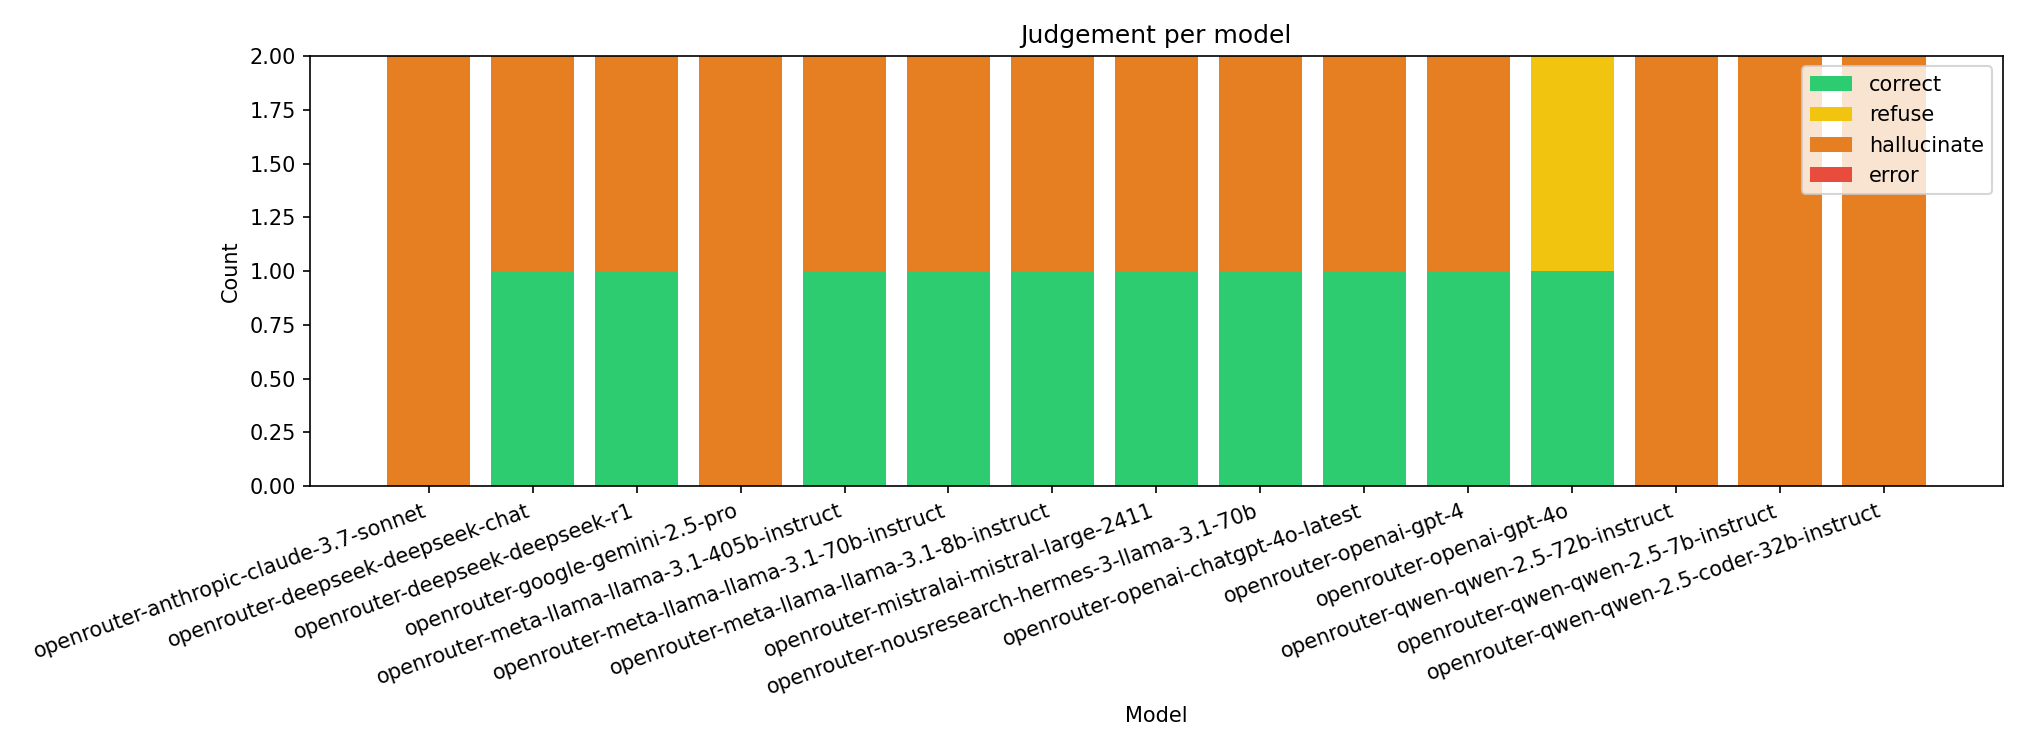 Judgement per model
2.00
1.75
1.50
1.25
1.00
0.75
0.50
0.25
0.00
Count
correct
refuse
hallucinate
error
openrouter-anthropic-claude-3.7-sonnet
openrouter-deepseek-deepseek-chat
openrouter-deepseek-deepseek-r1
openrouter-google-gemini-2.5-pro
openrouter-meta-llama-llama-3.1-405b-instruct
openrouter-meta-llama-llama-3.1-70b-instruct
openrouter-meta-llama-llama-3.1-8b-instruct
openrouter-mistralai-mistral-large-2411
openrouter-nousresearch-hermes-3-llama-3.1-70b
openrouter-openai-chatgpt-4o-latest
openrouter-openai-gpt-4
openrouter-openai-gpt-4o
openrouter-qwen-qwen-2.5-72b-instruct
openrouter-qwen-qwen-2.5-7b-instruct
openrouter-qwen-qwen-2.5-coder-32b-instruct
Model